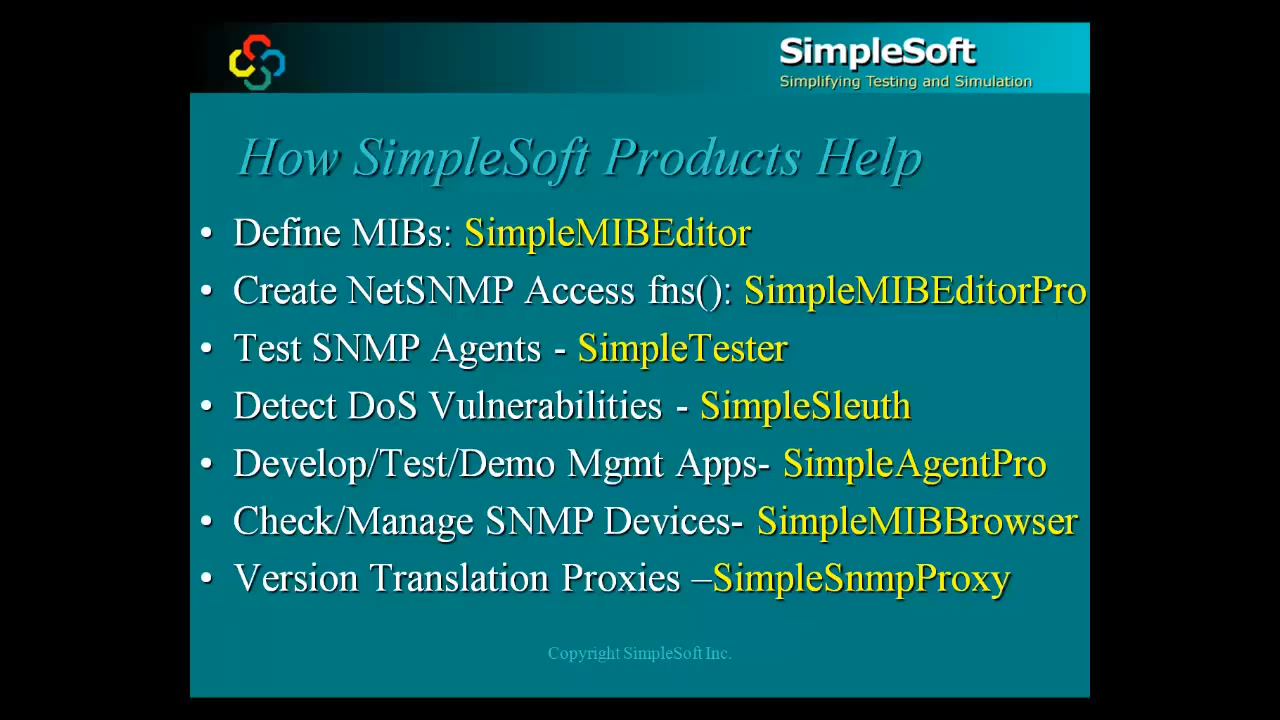 SimpleSoft
Simplifying Testing and Simulation
How SimpleSoft Products Help
• Define MIBs: SimpleMIBEditor
• Create NetSNMP Access fns(): SimpleMIBEditorPro
• Test SNMP Agents - SimpleTester
• Detect DoS Vulnerabilities - SimpleSleuth
• Develop/Test/Demo Mgmt Apps- SimpleAgentPro
• Check/Manage SNMP Devices- SimpleMIBBrowser
• Version Translation Proxies –SimpleSnmpProxy
Copyright SimpleSoft Inc.